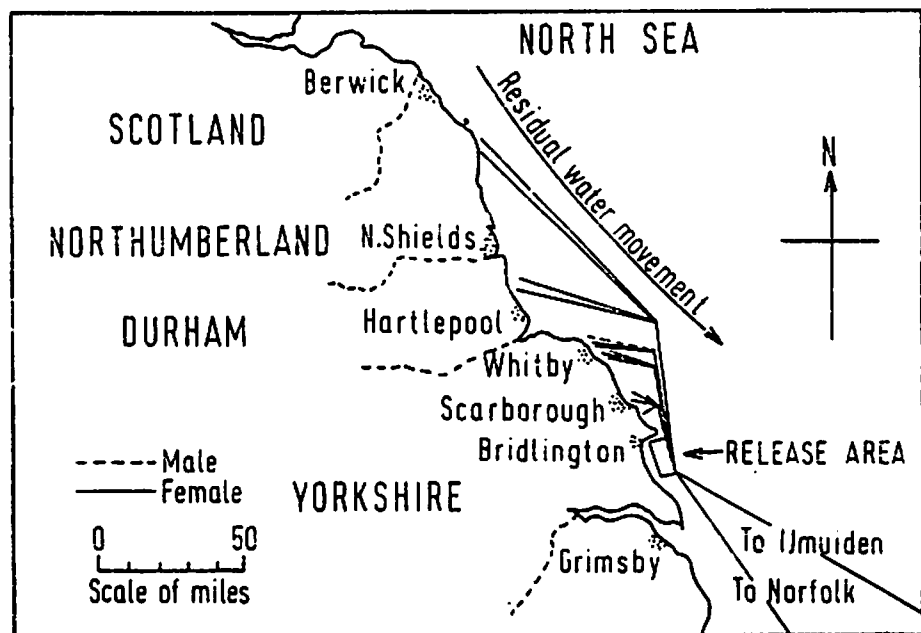 NORTH SEA
Berwick
Residual water movement
SCOTLAND
N
NORTHUMBERLAND
N.Shields
DURHAM
Hartlepool
Whitby
Scarborough
Bridlington
RELEASE AREA
Male
Female
YORKSHIRE
0 50
Scale of miles
Grimsby
To IJmuiden
To Norfolk